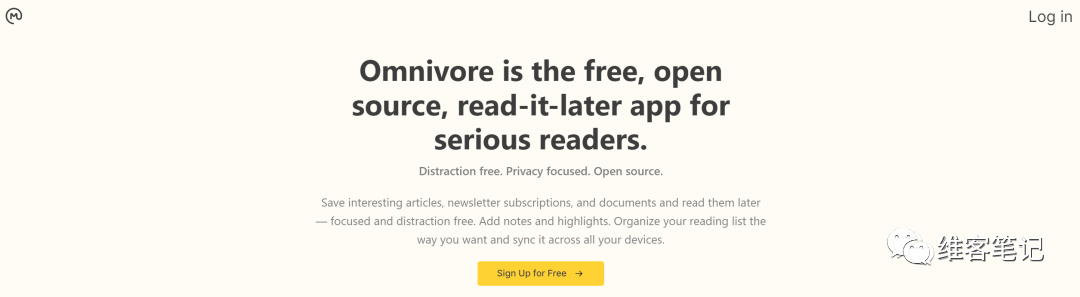 Log in
Omnivore is the free, open
source, read-it-later app for
serious readers.
Distraction free. Privacy focused. Open source.
Save interesting articles, newsletter subscriptions, and documents and read them later
— focused and distraction free. Add notes and highlights. Organize your reading list the
way you want and sync it across all your devices.
维客笔记
Sign Up for Free →